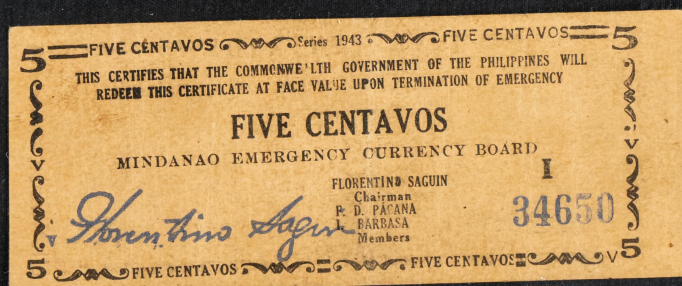 5 FIVE CENTAVOS Series 1943 FIVE CENTAVOS 5
THIS CERTIFIES THAT THE COMMONWE'LTH GOVERNMENT OF THE PHILIPPINES WILL
REDEEM THIS CERTIFICATE AT FACE VALUE UPON TERMINATION OF EMERGENCY
FIVE CENTAVOS
MINDANAO EMERGENCY CURRENCY BOARD
I
FLORENTINO SAGUIN
Chairman
P. D. PACANA
I. BARBASA
Members
34650
Florentino Saguin
5 FIVE CENTAVOS FIVE CENTAVOS V 5